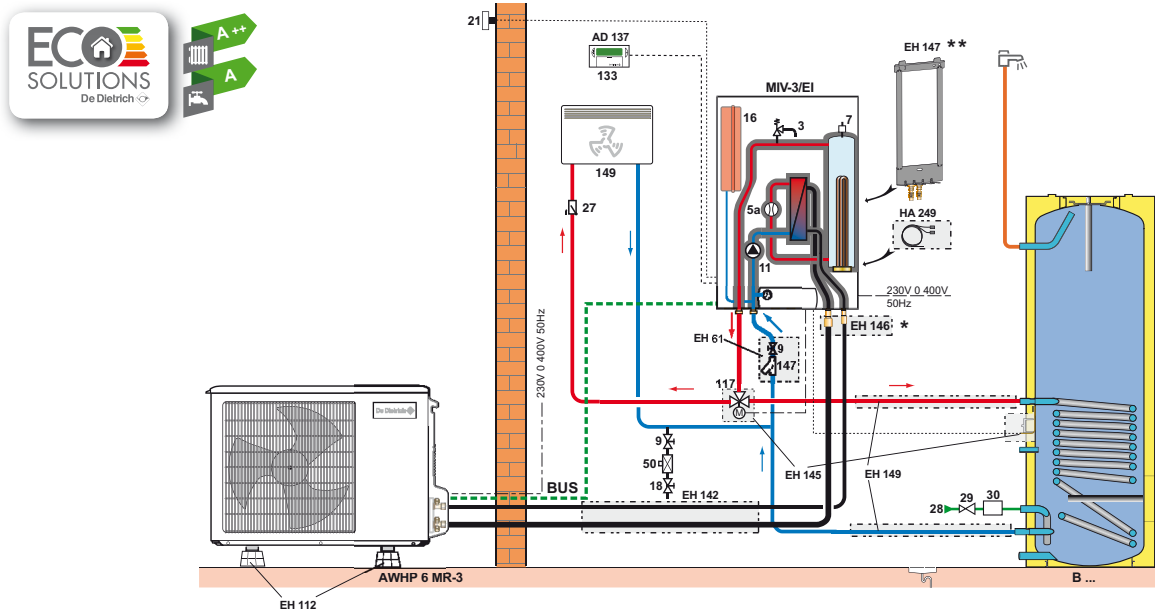 ECO
SOLUTIONS
De Dietrich
A ++
A
21
AD 137
133
149
27
MIV-3/EI
16
3
7
5a
11
EH 147 **
HA 249
230V 0 400V
50Hz
EH 146 *
EH 61
9
147
117
M
230V 0 400V 50Hz
De Dietrich
9
50
18
BUS
EH 142
EH 145
EH 149
28
29
30
AWHP 6 MR-3
EH 112
B ...